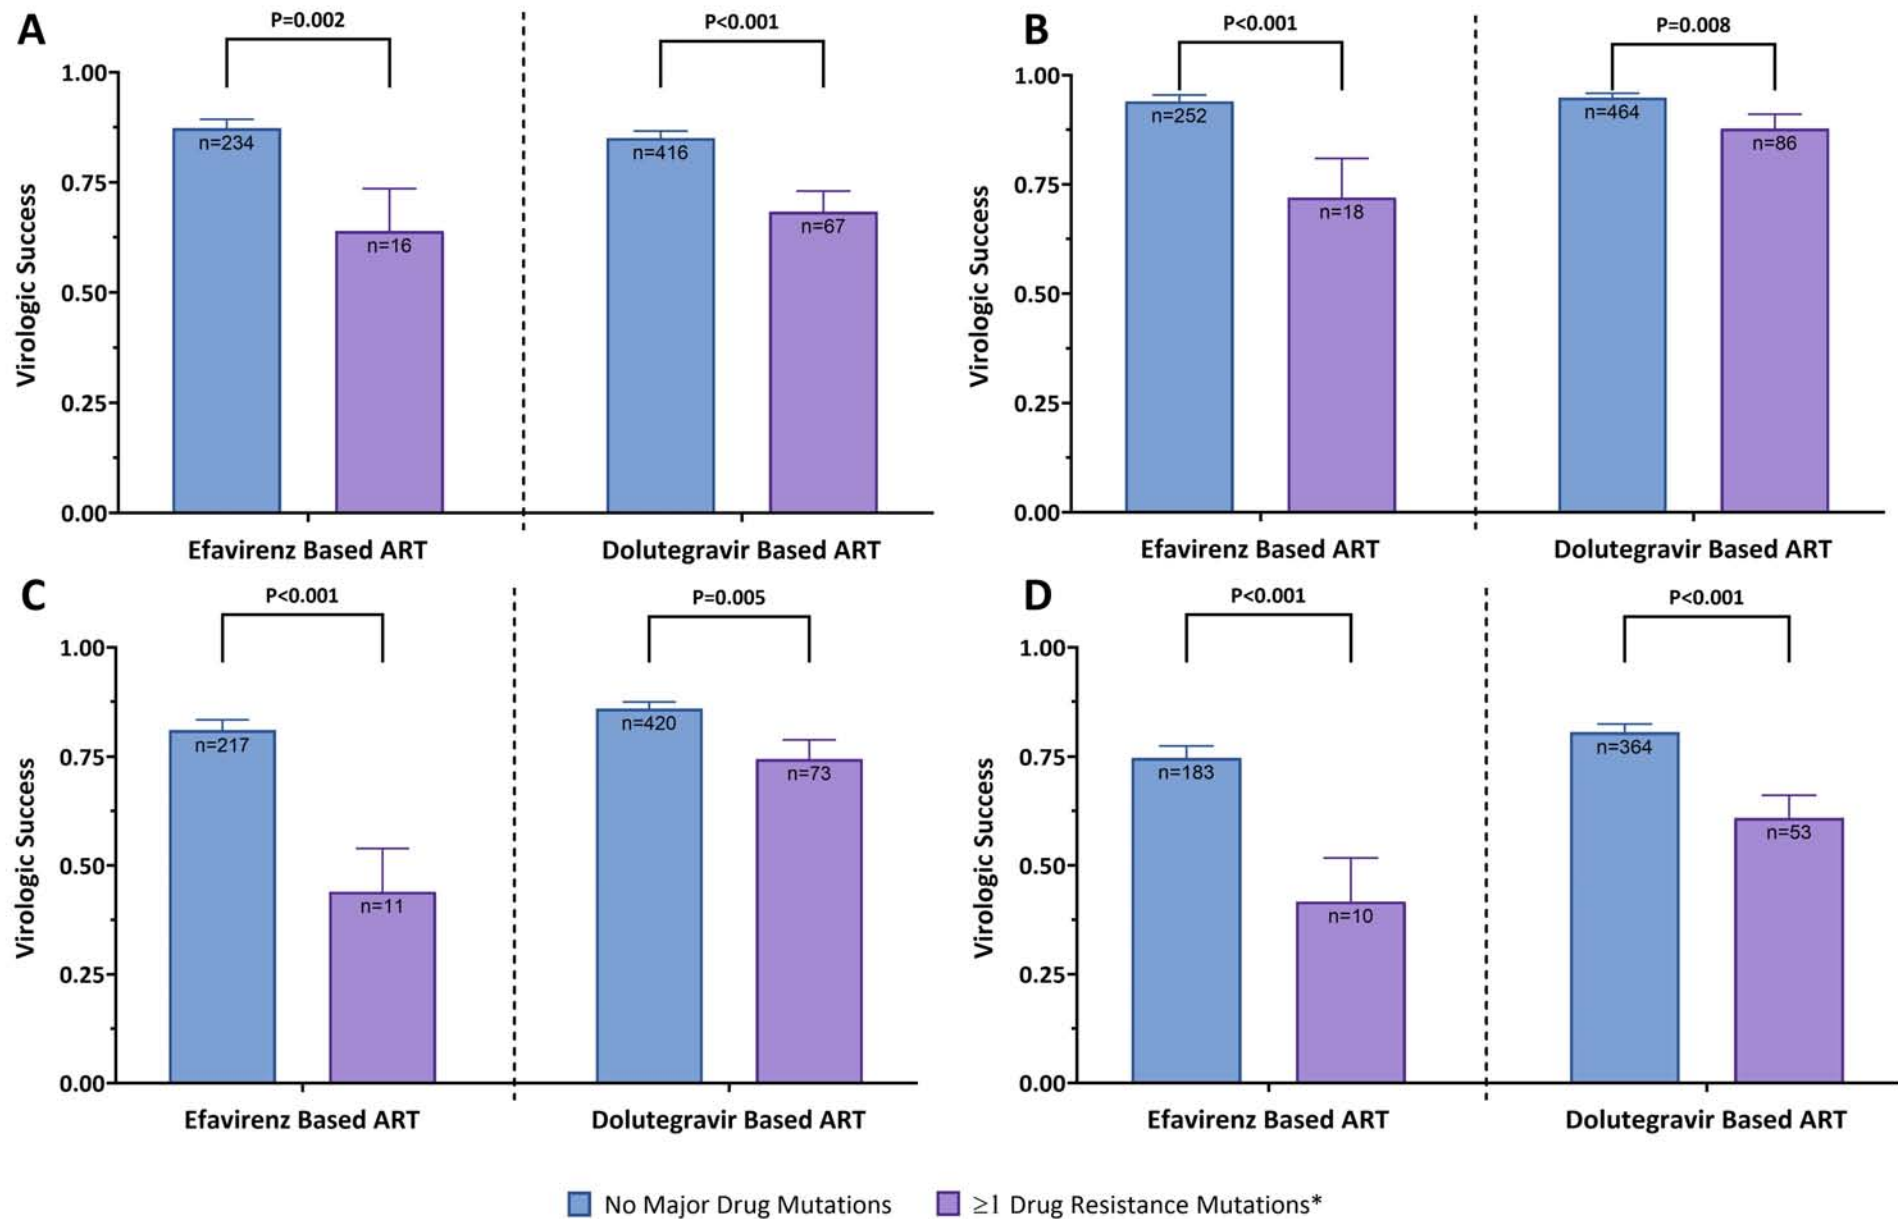 A
P=0.002
P<0.001
1.00
0.75
0.50
0.25
0.00
Virologic Success
n=234
n=16
n=416
n=67
Efavirenz Based ART
Dolutegravir Based ART
B
P<0.001
P=0.008
1.00
0.75
0.50
0.25
0.00
Virologic Success
n=252
n=18
n=464
n=86
Efavirenz Based ART
Dolutegravir Based ART
C
P<0.001
P=0.005
1.00
0.75
0.50
0.25
0.00
Virologic Success
n=217
n=11
n=420
n=73
Efavirenz Based ART
Dolutegravir Based ART
D
P<0.001
P<0.001
1.00
0.75
0.50
0.25
0.00
Virologic Success
n=183
n=10
n=364
n=53
Efavirenz Based ART
Dolutegravir Based ART
No Major Drug Mutations
≥1 Drug Resistance Mutations*